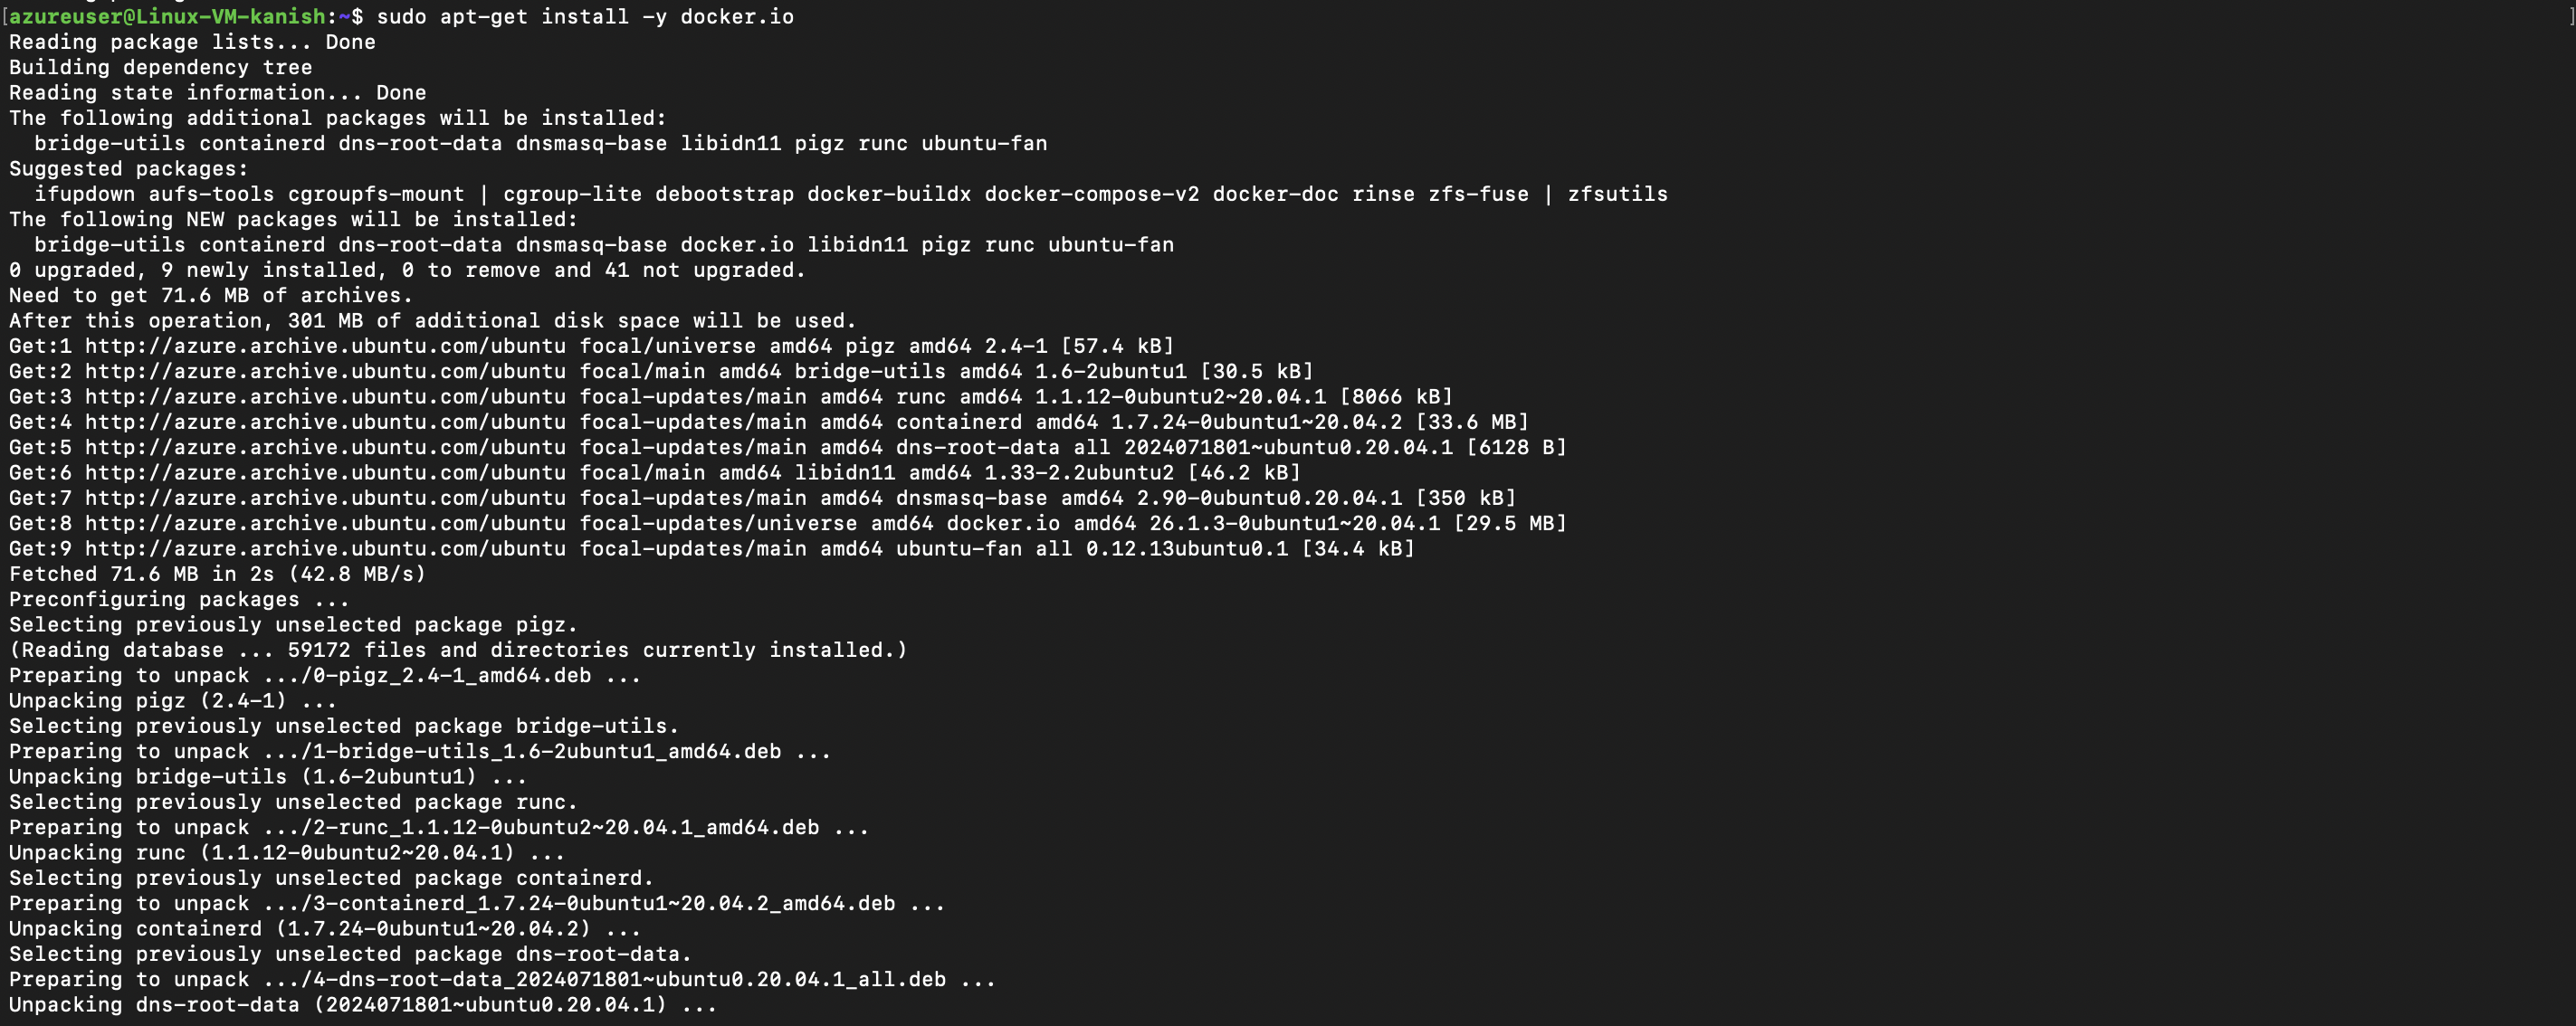 [azureuser@Linux-VM-kanish:~$ sudo apt-get install -y docker.io ]
Reading package lists... Done
Building dependency tree
Reading state information... Done
The following additional packages will be installed:
  bridge-utils containerd dns-root-data dnsmasq-base libidn11 pigz runc ubuntu-fan
Suggested packages:
  ifupdown aufs-tools cgroupfs-mount | cgroup-lite debootstrap docker-buildx docker-compose-v2 docker-doc rinse zfs-fuse | zfsutils
The following NEW packages will be installed:
  bridge-utils containerd dns-root-data dnsmasq-base docker.io libidn11 pigz runc ubuntu-fan
0 upgraded, 9 newly installed, 0 to remove and 41 not upgraded.
Need to get 71.6 MB of archives.
After this operation, 301 MB of additional disk space will be used.
Get:1 http://azure.archive.ubuntu.com/ubuntu focal/universe amd64 pigz amd64 2.4-1 [57.4 kB]
Get:2 http://azure.archive.ubuntu.com/ubuntu focal/main amd64 bridge-utils amd64 1.6-2ubuntu1 [30.5 kB]
Get:3 http://azure.archive.ubuntu.com/ubuntu focal-updates/main amd64 runc amd64 1.1.12-0ubuntu2~20.04.1 [8066 kB]
Get:4 http://azure.archive.ubuntu.com/ubuntu focal-updates/main amd64 containerd amd64 1.7.24-0ubuntu1~20.04.2 [33.6 MB]
Get:5 http://azure.archive.ubuntu.com/ubuntu focal-updates/main amd64 dns-root-data all 2024071801~ubuntu0.20.04.1 [6128 B]
Get:6 http://azure.archive.ubuntu.com/ubuntu focal/main amd64 libidn11 amd64 1.33-2.2ubuntu2 [46.2 kB]
Get:7 http://azure.archive.ubuntu.com/ubuntu focal-updates/main amd64 dnsmasq-base amd64 2.90-0ubuntu0.20.04.1 [350 kB]
Get:8 http://azure.archive.ubuntu.com/ubuntu focal-updates/universe amd64 docker.io amd64 26.1.3-0ubuntu1~20.04.1 [29.5 MB]
Get:9 http://azure.archive.ubuntu.com/ubuntu focal-updates/main amd64 ubuntu-fan all 0.12.13ubuntu0.1 [34.4 kB]
Fetched 71.6 MB in 2s (42.8 MB/s)
Preconfiguring packages ...
Selecting previously unselected package pigz.
(Reading database ... 59172 files and directories currently installed.)
Preparing to unpack .../0-pigz_2.4-1_amd64.deb ...
Unpacking pigz (2.4-1) ...
Selecting previously unselected package bridge-utils.
Preparing to unpack .../1-bridge-utils_1.6-2ubuntu1_amd64.deb ...
Unpacking bridge-utils (1.6-2ubuntu1) ...
Selecting previously unselected package runc.
Preparing to unpack .../2-runc_1.1.12-0ubuntu2~20.04.1_amd64.deb ...
Unpacking runc (1.1.12-0ubuntu2~20.04.1) ...
Selecting previously unselected package containerd.
Preparing to unpack .../3-containerd_1.7.24-0ubuntu1~20.04.2_amd64.deb ...
Unpacking containerd (1.7.24-0ubuntu1~20.04.2) ...
Selecting previously unselected package dns-root-data.
Preparing to unpack .../4-dns-root-data_2024071801~ubuntu0.20.04.1_all.deb ...
Unpacking dns-root-data (2024071801~ubuntu0.20.04.1) ...